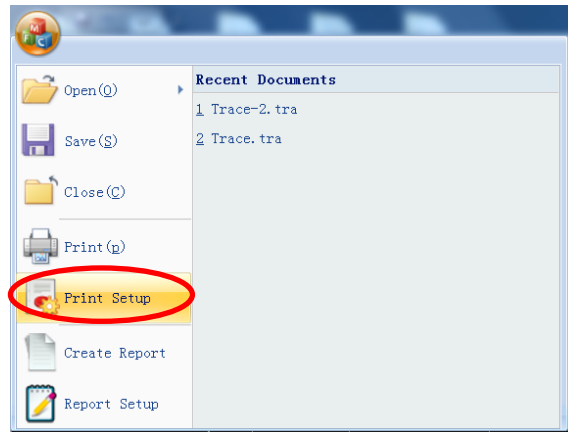 M
F
C
Open(O)
Save(S)
Close(C)
Print(p)
Print Setup
Create Report
Report Setup
Recent Documents
1 Trace-2.tra
2 Trace.tra